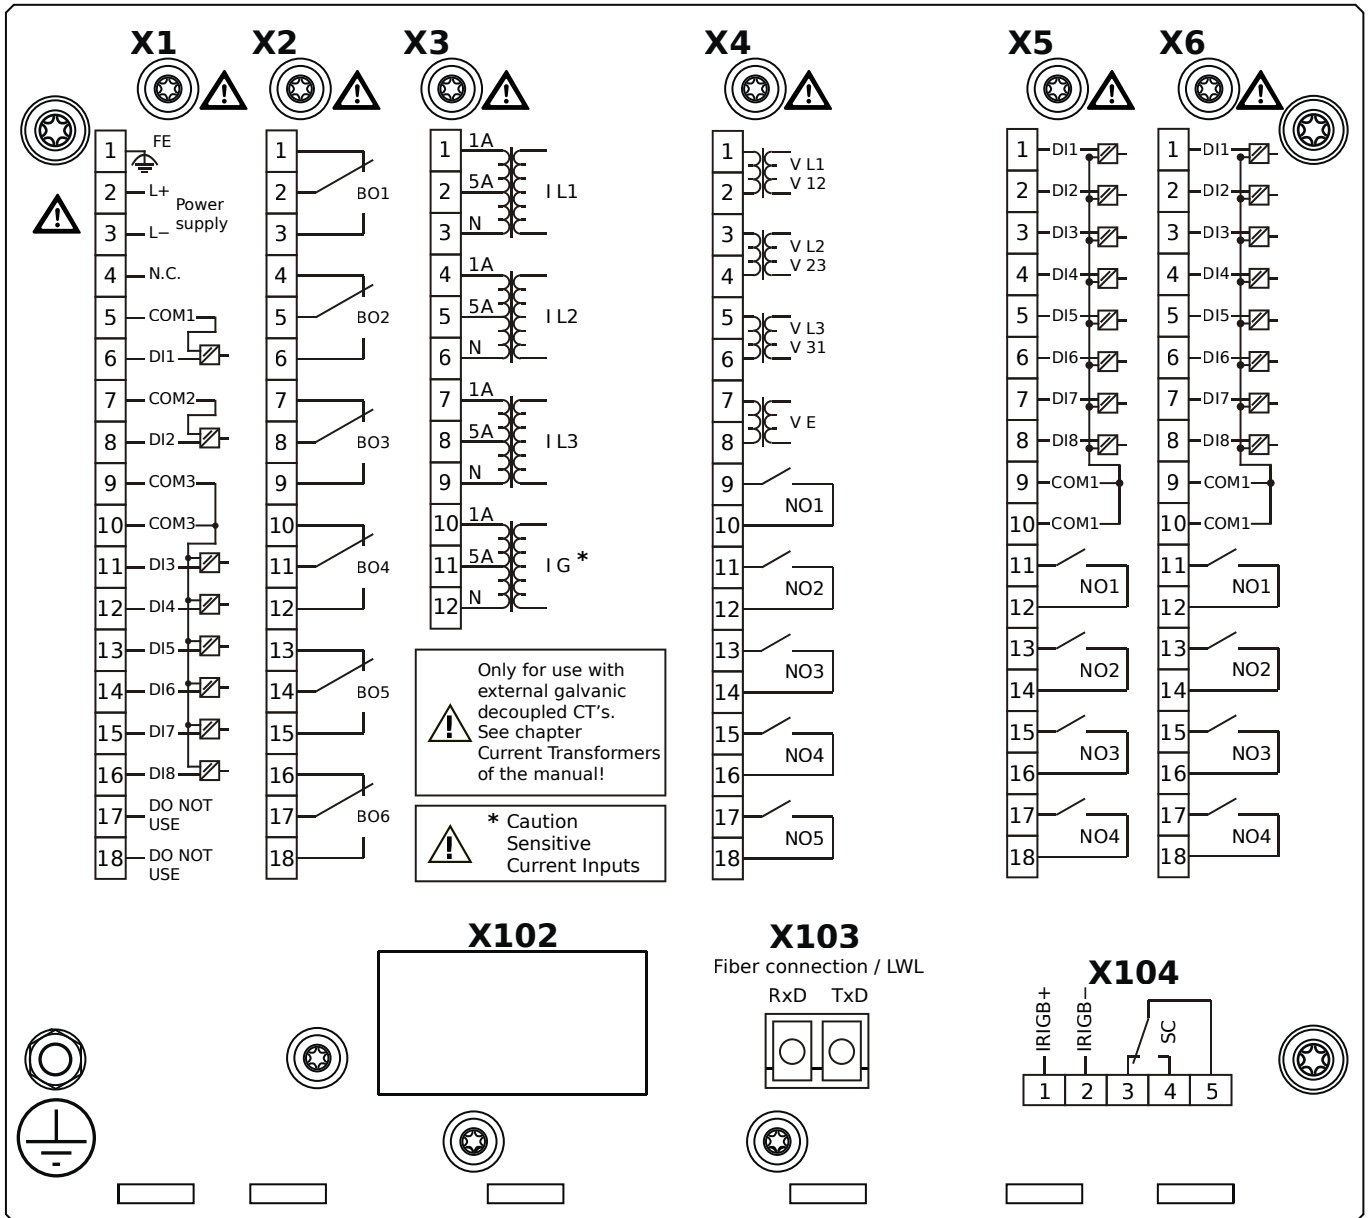 X1 X2 X3 X4 X5 X6
1 FE
2 L+
Power
supply
3 L−
4 N.C.
5 COM1
6 DI1
7 COM2
8 DI2
9 COM3
10 COM3
11 DI3
12 DI4
13 DI5
14 DI6
15 DI7
16 DI8
17 DO NOT
USE
18 DO NOT
USE
1
2 BO1
3
4
5 BO2
6
7
8 BO3
9
10
11 BO4
12
13
14 BO5
15
16
17 BO6
18
1 1A
2 5A I L1
3 N
4 1A
5 5A I L2
6 N
7 1A
8 5A I L3
9 N
10 1A
11 5A I G *
12 N
Only for use with
external galvanic
decoupled CT's.
See chapter
Current Transformers
of the manual!
* Caution
Sensitive
Current Inputs
1 V L1
2 V 12
3 V L2
4 V 23
5 V L3
6 V 31
7 V E
8
9
NO1
10
11
NO2
12
13
NO3
14
15
NO4
16
17
NO5
18
1 DI1
2 DI2
3 DI3
4 DI4
5 DI5
6 DI6
7 DI7
8 DI8
9 COM1
10 COM1
11
NO1
12
13
NO2
14
15
NO3
16
17
NO4
18
1 DI1
2 DI2
3 DI3
4 DI4
5 DI5
6 DI6
7 DI7
8 DI8
9 COM1
10 COM1
11
NO1
12
13
NO2
14
15
NO3
16
17
NO4
18
X102
X103
Fiber connection / LWL
RxD TxD
X104
IRIGB+ IRIGB− SC
1 2 3 4 5